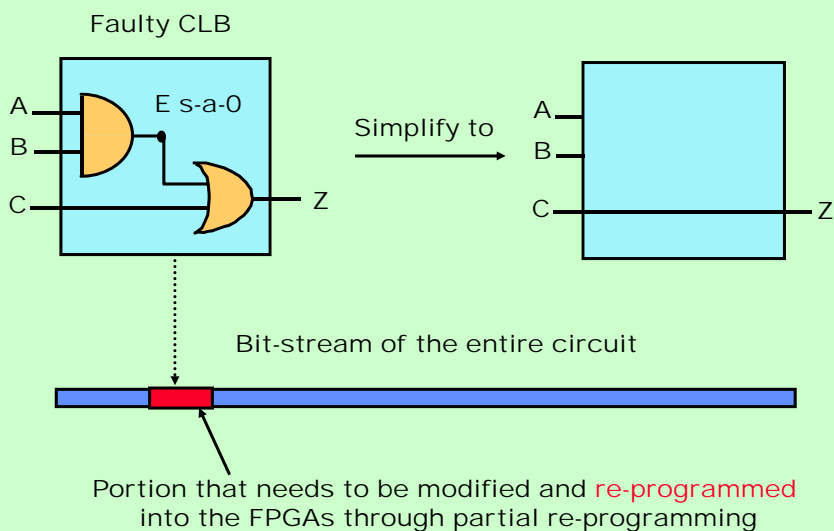 Faulty CLB
A
B
C
E s-a-0
Z
Simplify to
A
B
C
Z
Bit-stream of the entire circuit
Portion that needs to be modified and re-programmed
into the FPGAs through partial re-programming